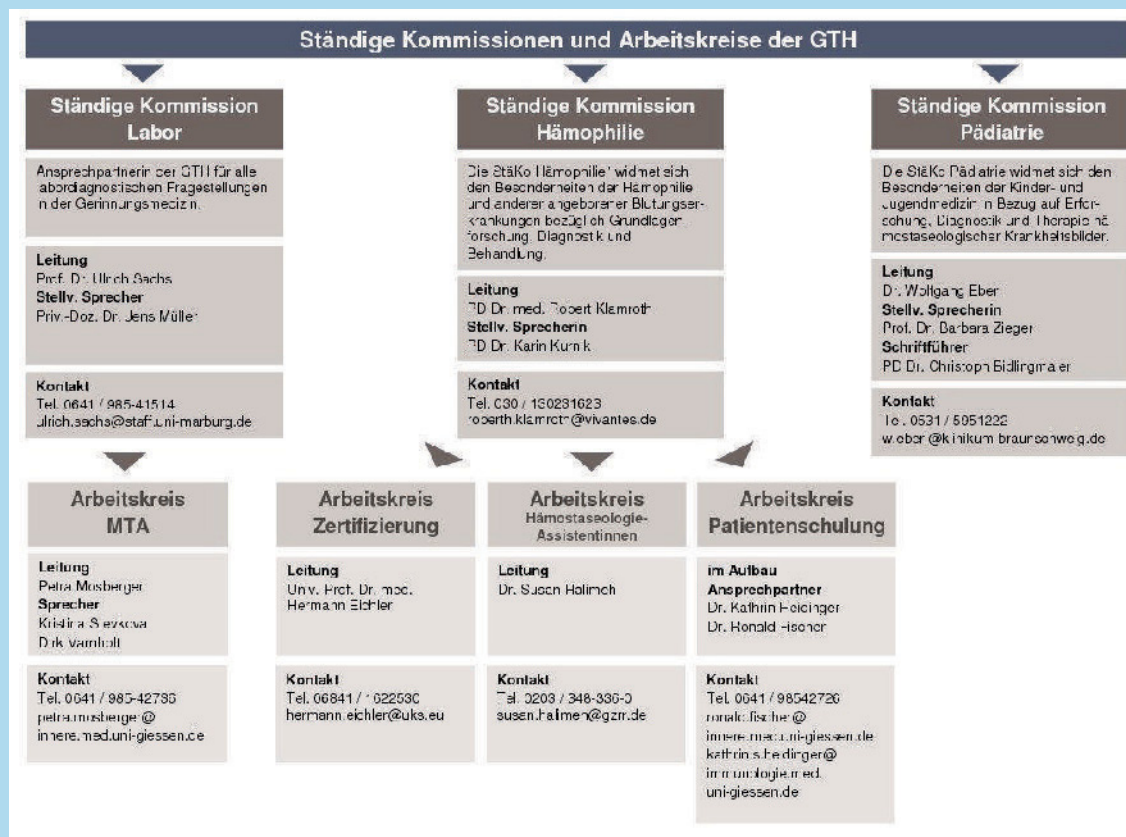 Ständige Kommissionen und Arbeitskreise der GTH
Ständige Kommission
Labor
Ansprechpartnerin der GTH für alle
labordiagnostischen Fragestellungen
in der Gerinnungsmedizin.
Leitung
Prof. Dr. Ulrich Sachs
Stellv. Sprecher
Priv.-Doz. Dr. Jens Müller
Kontakt
Tel. 0641 / 985-41514
ulrich.sachs@staff.uni-marburg.de
Ständige Kommission
Hämophilie
Die StäKo Hämophilie widmet sich
den Besonderheiten der Hämophilie
und anderer angeborener Blutungser-
krankungen bezüglich Grundlagen
forschung, Diagnostik und
Behandlung.
Leitung
PD Dr. med. Robert Klamroth
Stellv. Sprecherin
PD Dr. Karin Kurnik
Kontakt
Tel. 030 / 130231623
roberth.klamroth@vivantes.de
Ständige Kommission
Pädiatrie
Die StäKo Pädiatrie widmet sich den
Besonderheiten der Kinder- und
Jugendmedizin in Bezug auf Erfor-
schung, Diagnostik und Therapie hä-
mostaseologischer Krankheitsbilder.
Leitung
Dr. Wolfgang Eberl
Stellv. Sprecherin
Prof. Dr. Barbara Zieger
Schriftführer
PD Dr. Christoph Bidlingmaier
Kontakt
Tel. 0531 / 5951222
w.eberl@klinikum-braunschweig.de
Arbeitskreis
MTA
Leitung
Petra Mosberger
Sprecher
Kristina
Dirk
Kontakt
Tel. 0641 / 985-42736
petra.mosberger@
innere.med.uni-giessen.de
Arbeitskreis
Zertifizierung
Leitung
Univ. Prof. Dr. med.
Hermann Eichler
Kontakt
Tel. 06841 / 1622530
hermann.eichler@uks.eu
Arbeitskreis
Hämostaseologie-
Assistentinnen
Leitung
Dr. Susan Halimeh
Kontakt
Tel. 0203 / 348-336-0
susan.halimeh@gzrr.de
Arbeitskreis
Patientenschulung
im Aufbau
Ansprechpartner
Dr. Kathrin Heidinger
Dr. Ronald Fischer
Kontakt
Tel. 0641 / 98542726
ronald.fischer@
innere.med.uni-giessen.de
kathrin.s.heidinger@
immunologie.med.
uni-giessen.de